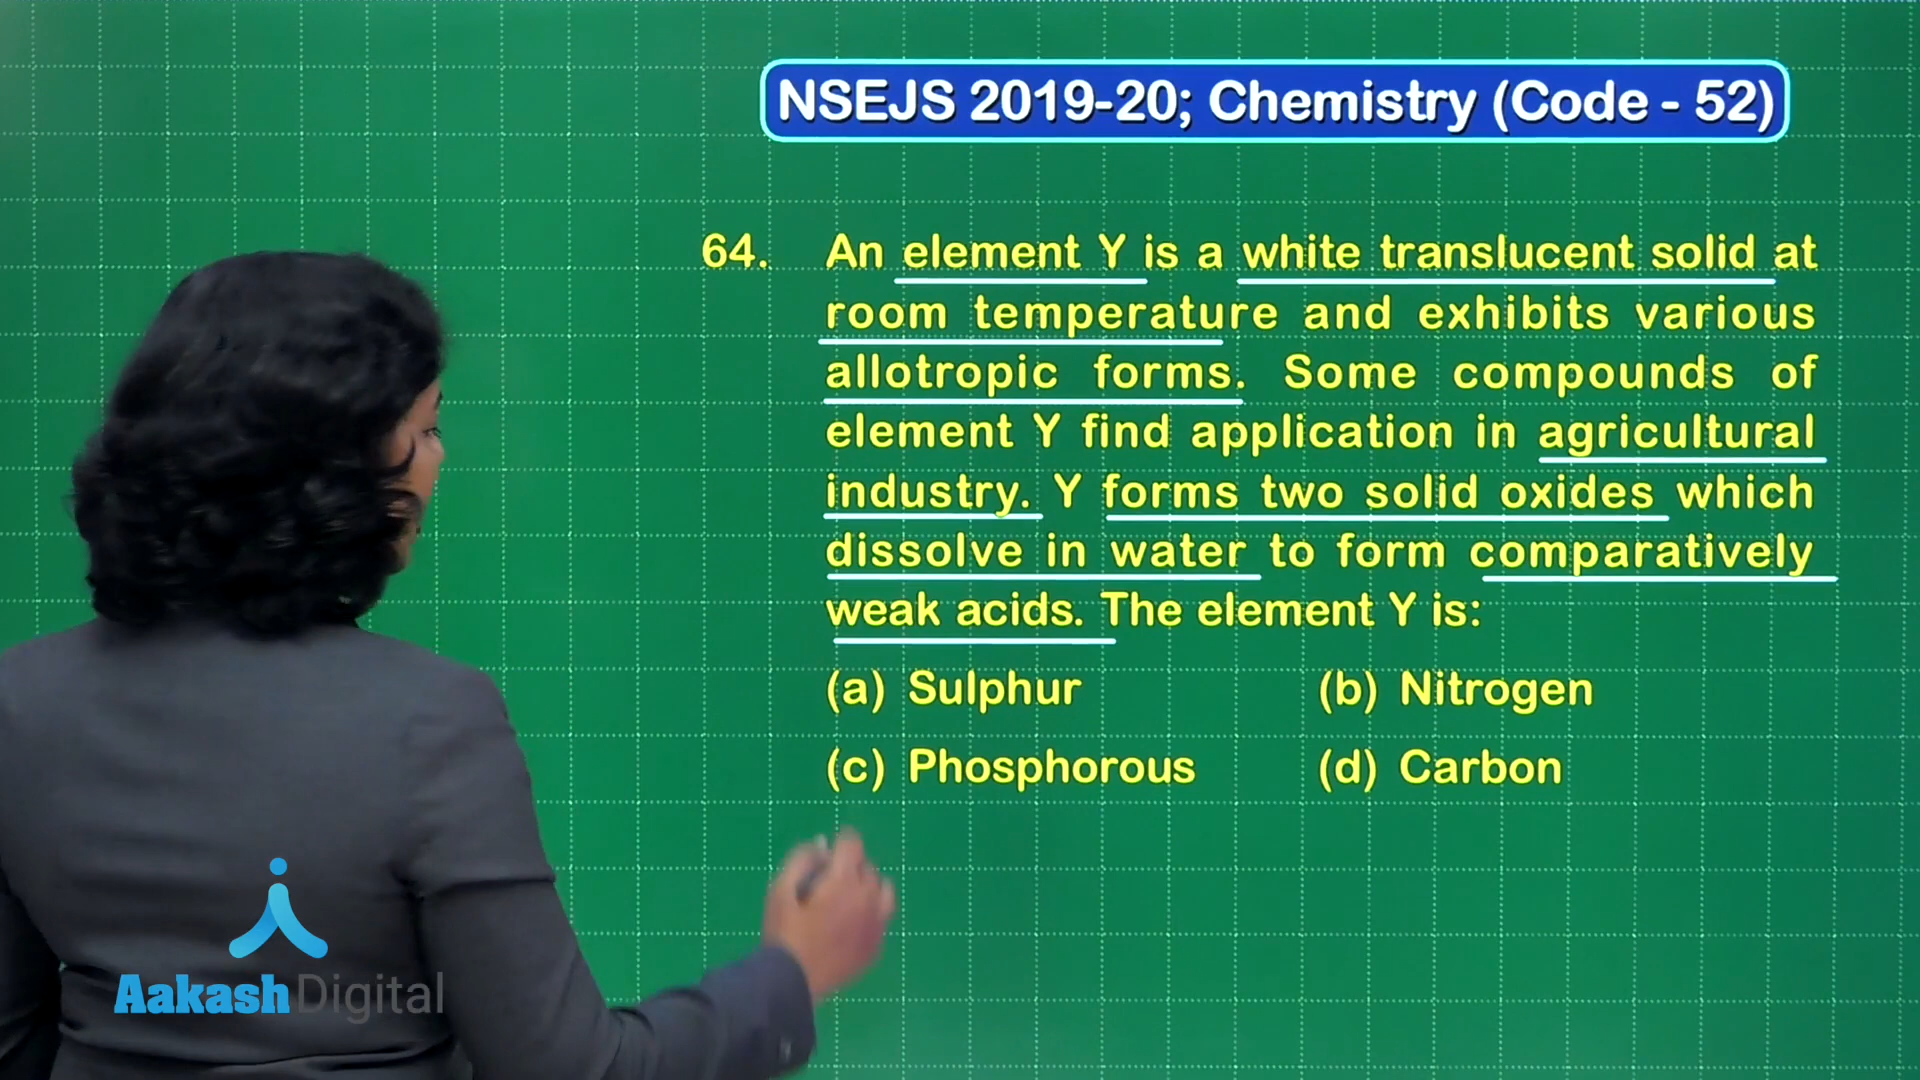 NSEJS 2019-20; Chemistry (Code - 52)
64. An element Y is a white translucent solid at
room temperature and exhibits various
allotropic forms. Some compounds of
element Y find application in agricultural
industry. Y forms two solid oxides which
dissolve in water to form comparatively
weak acids. The element Y is:
(a) Sulphur (b) Nitrogen
(c) Phosphorous (d) Carbon
Aakash Digital